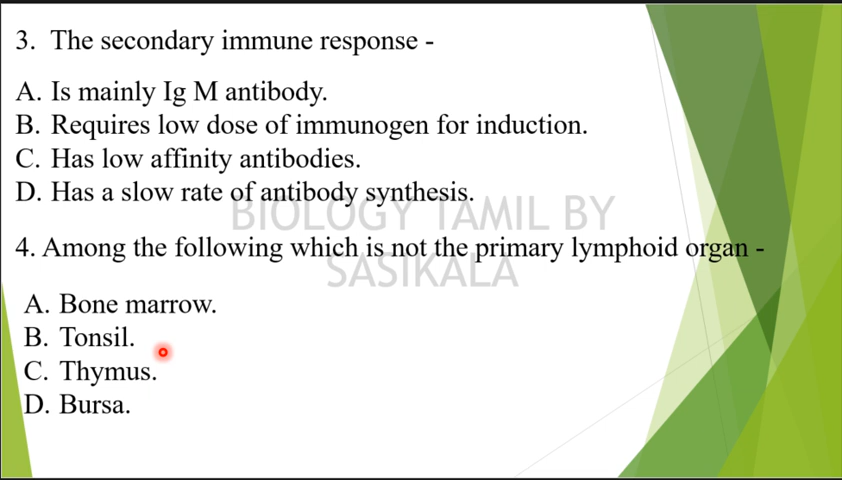 3. The secondary immune response -
A. Is mainly Ig M antibody.
B. Requires low dose of immunogen for induction.
C. Has low affinity antibodies.
D. Has a slow rate of antibody synthesis.
BIOLOGY TAMIL BY
4. Among the following which is not the primary lymphoid organ -
SASIKALA
A. Bone marrow.
B. Tonsil.
C. Thymus.
D. Bursa.